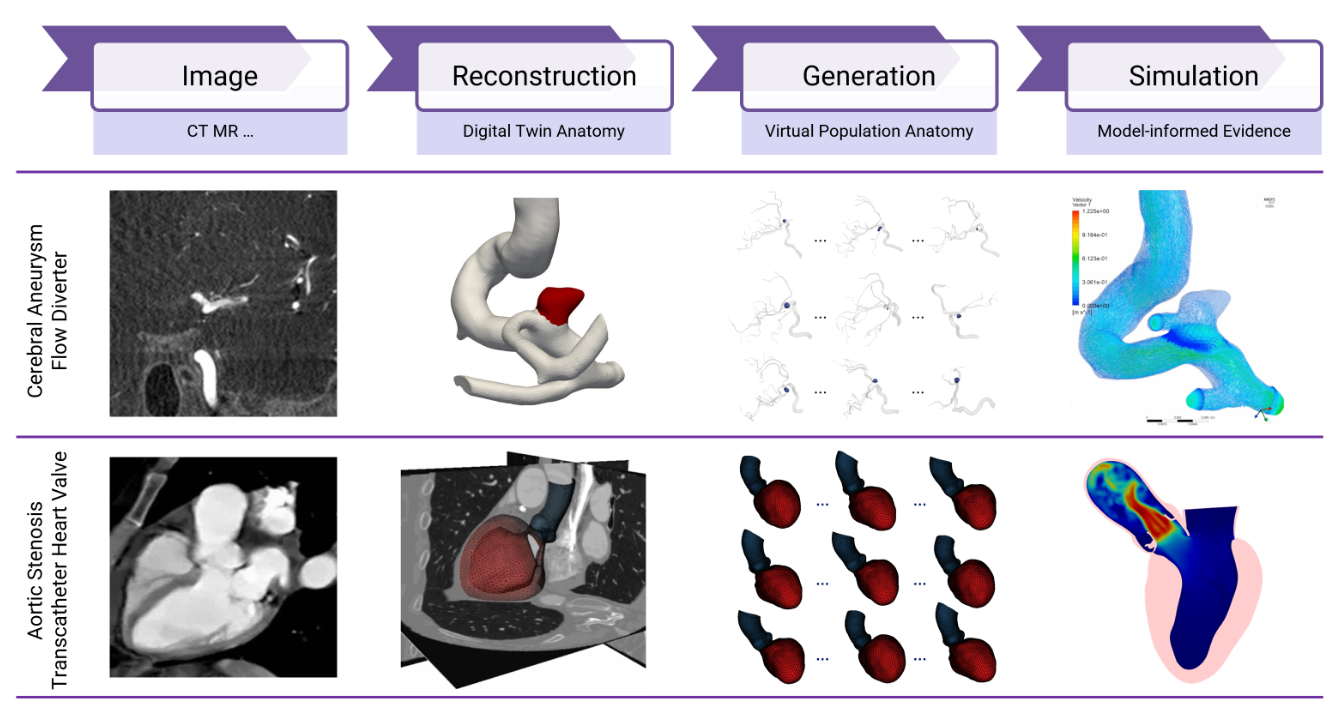 Image
Reconstruction
Generation
Simulation
CT MR ...
Digital Twin Anatomy
Virtual Population Anatomy
Model-informed Evidence
Cerebral Aneurysm
Flow Diverter
Velocity
1.225e+00
9.184e-01
6.123e-01
3.061e-01
0.000e+00
[m s^-1]
... ...
... ...
... ...
Aortic Stenosis
Transcatheter Heart Valve
... ...
... ...
... ...